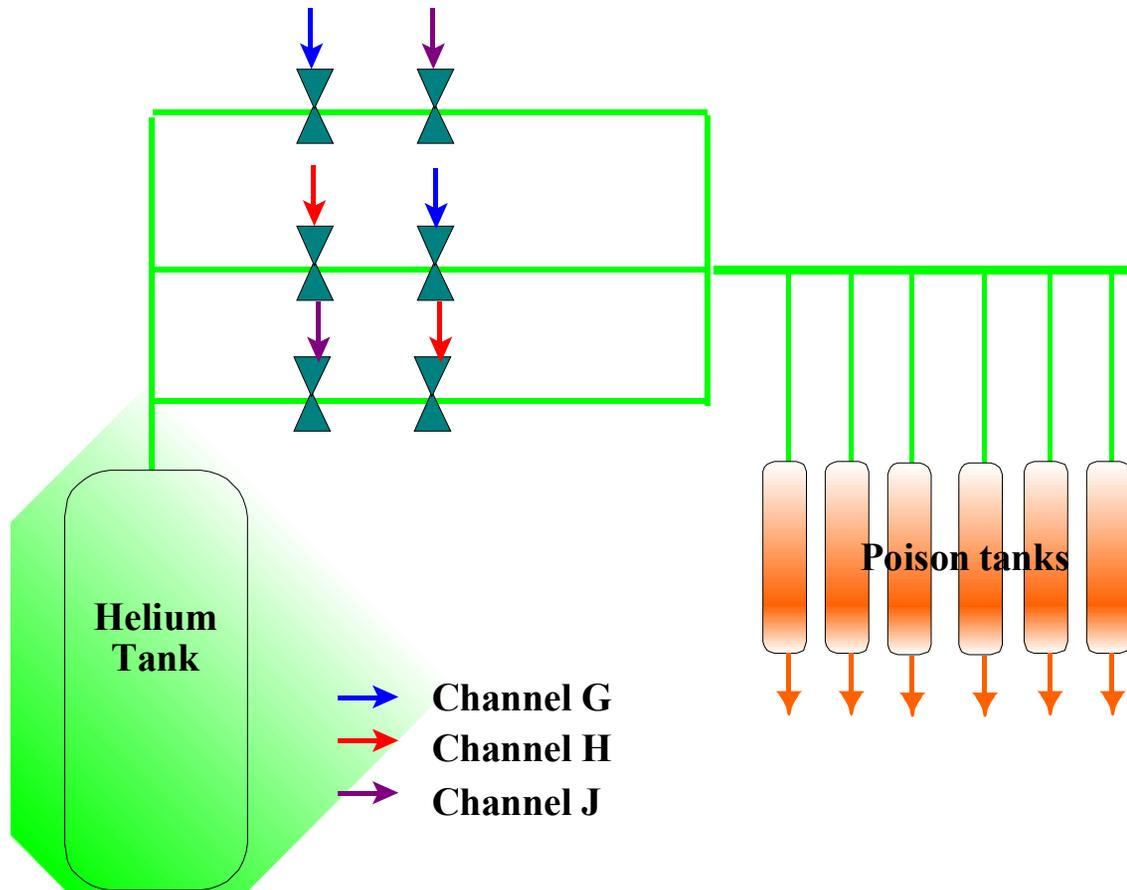 Poison tanks
Helium
Tank
Channel G
Channel H
Channel J